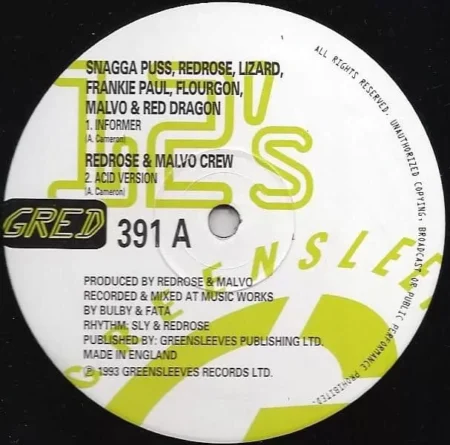 12's
SNAGGA PUSS, REDROSE, LIZARD,
FRANKIE PAUL, FLOURGON,
MALVO & RED DRAGON
1. INFORMER
(A. Cameron)
REDROSE & MALVO CREW
2. ACID VERSION
(A. Cameron)
GRED
391 A
PRODUCED BY REDROSE & MALVO
RECORDED & MIXED AT MUSIC WORKS
BY BULBY & FATA
RHYTHM: SLY & REDROSE
PUBLISHED BY: GREENSLEEVES PUBLISHING LTD.
MADE IN ENGLAND
℗ 1993 GREENSLEEVES RECORDS LTD.
ALL RIGHTS RESERVED. UNAUTHORIZED COPYING, BROADCAST OR PUBLIC PERFORMANCE PROHIBITED.